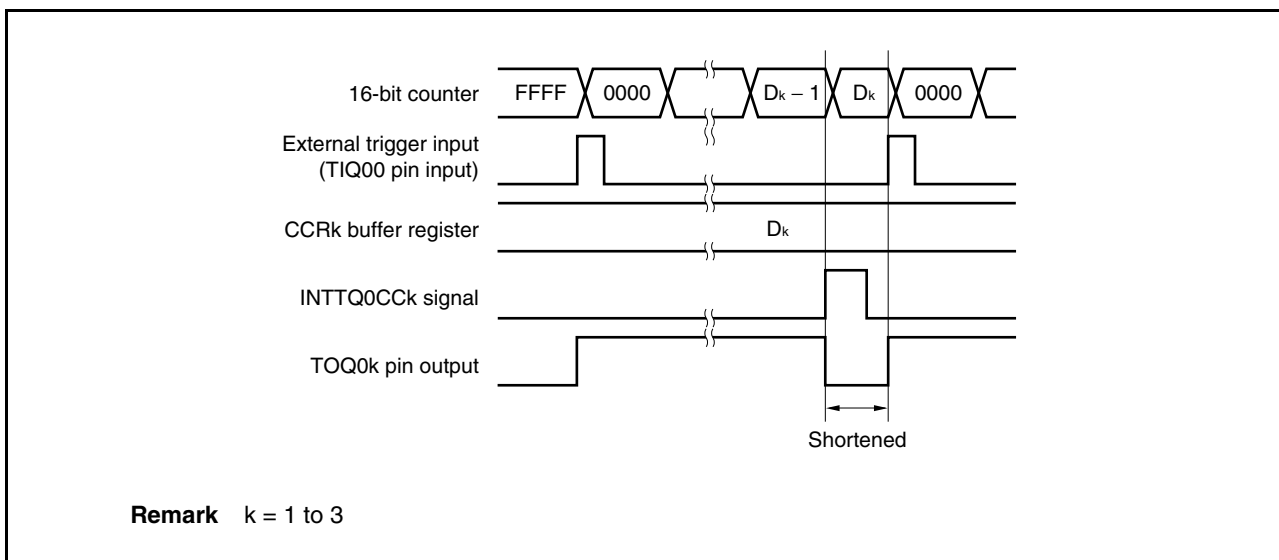 16-bit counter FFFF 0000 Dk – 1 Dk 0000
External trigger input
(TIQ00 pin input)
CCRk buffer register Dk
INTTQ0CCk signal
TOQ0k pin output
Shortened
Remark k = 1 to 3